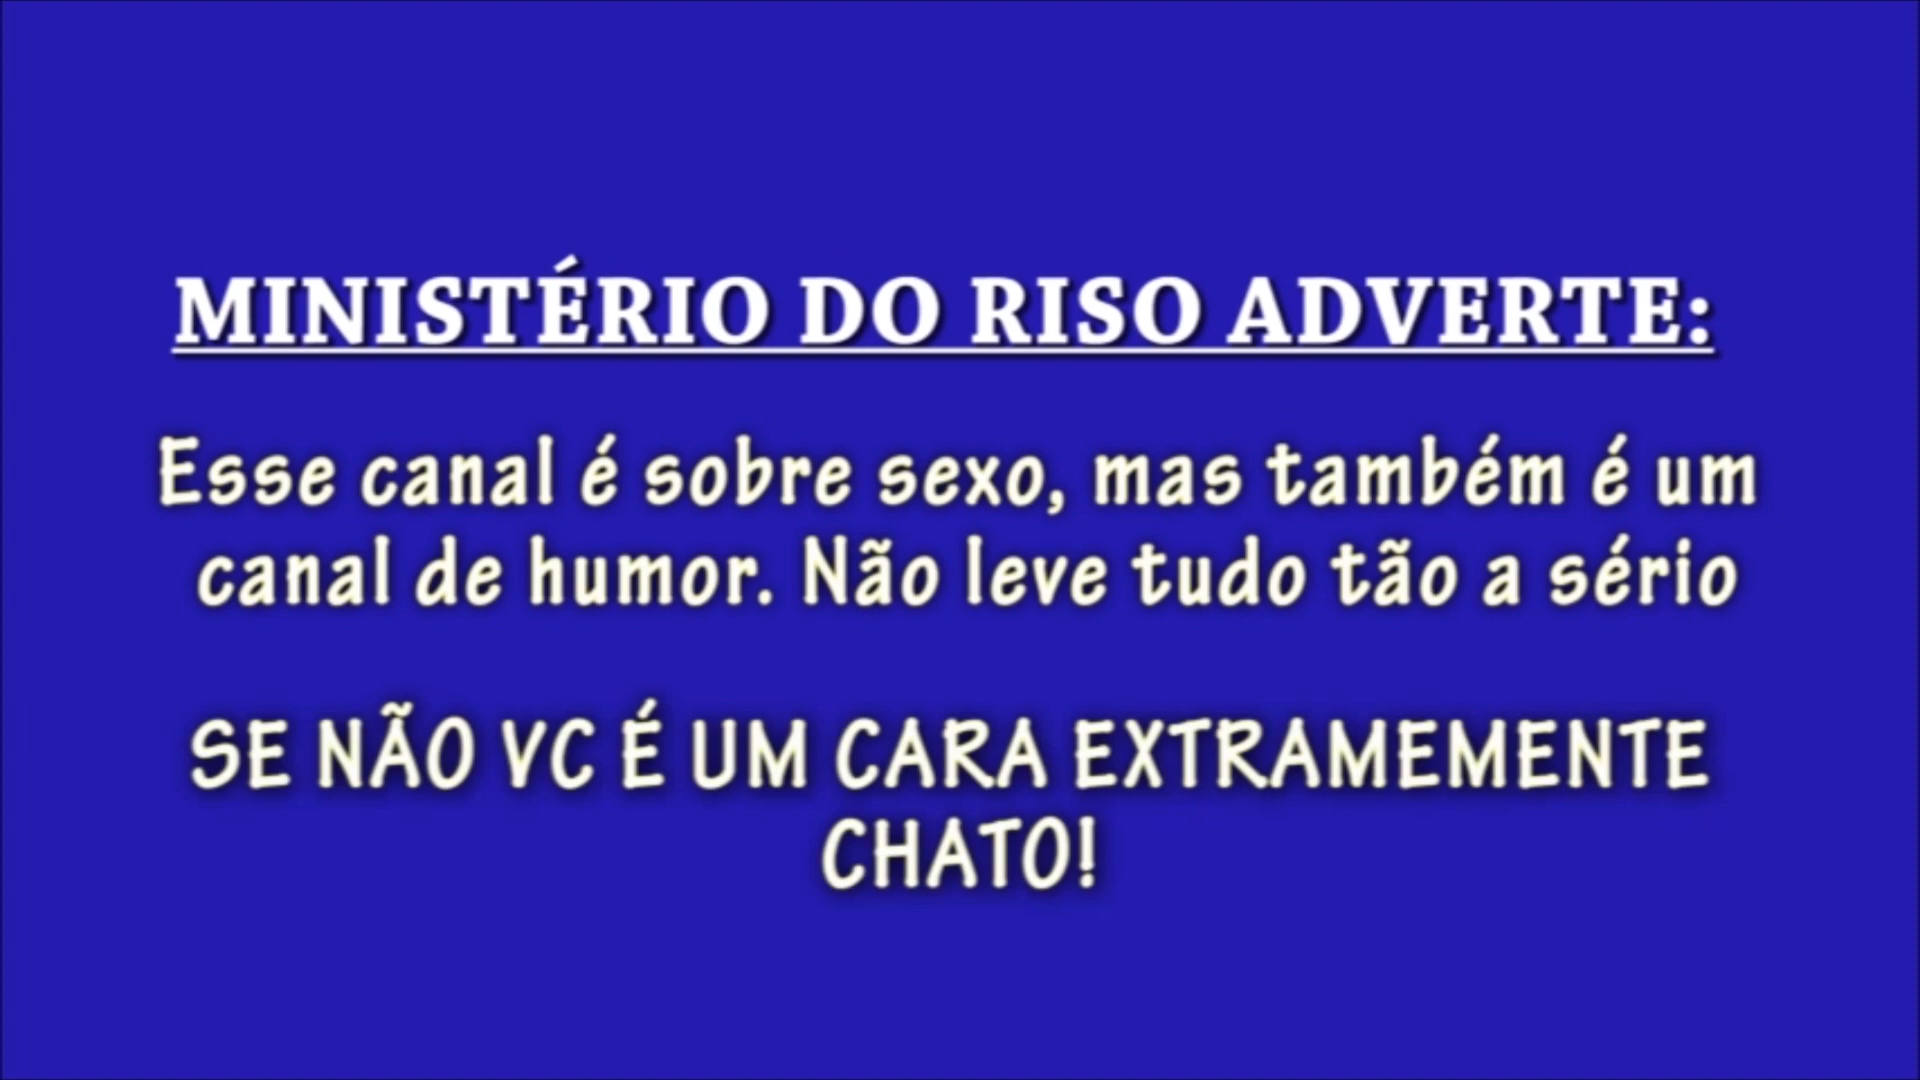 MINISTÉRIO DO RISO ADVERTE:
Esse canal é sobre sexo, mas também é um
canal de humor. Não leve tudo tão a sério
SE NÃO VC É UM CARA EXTRAMEMENTE
CHATO!